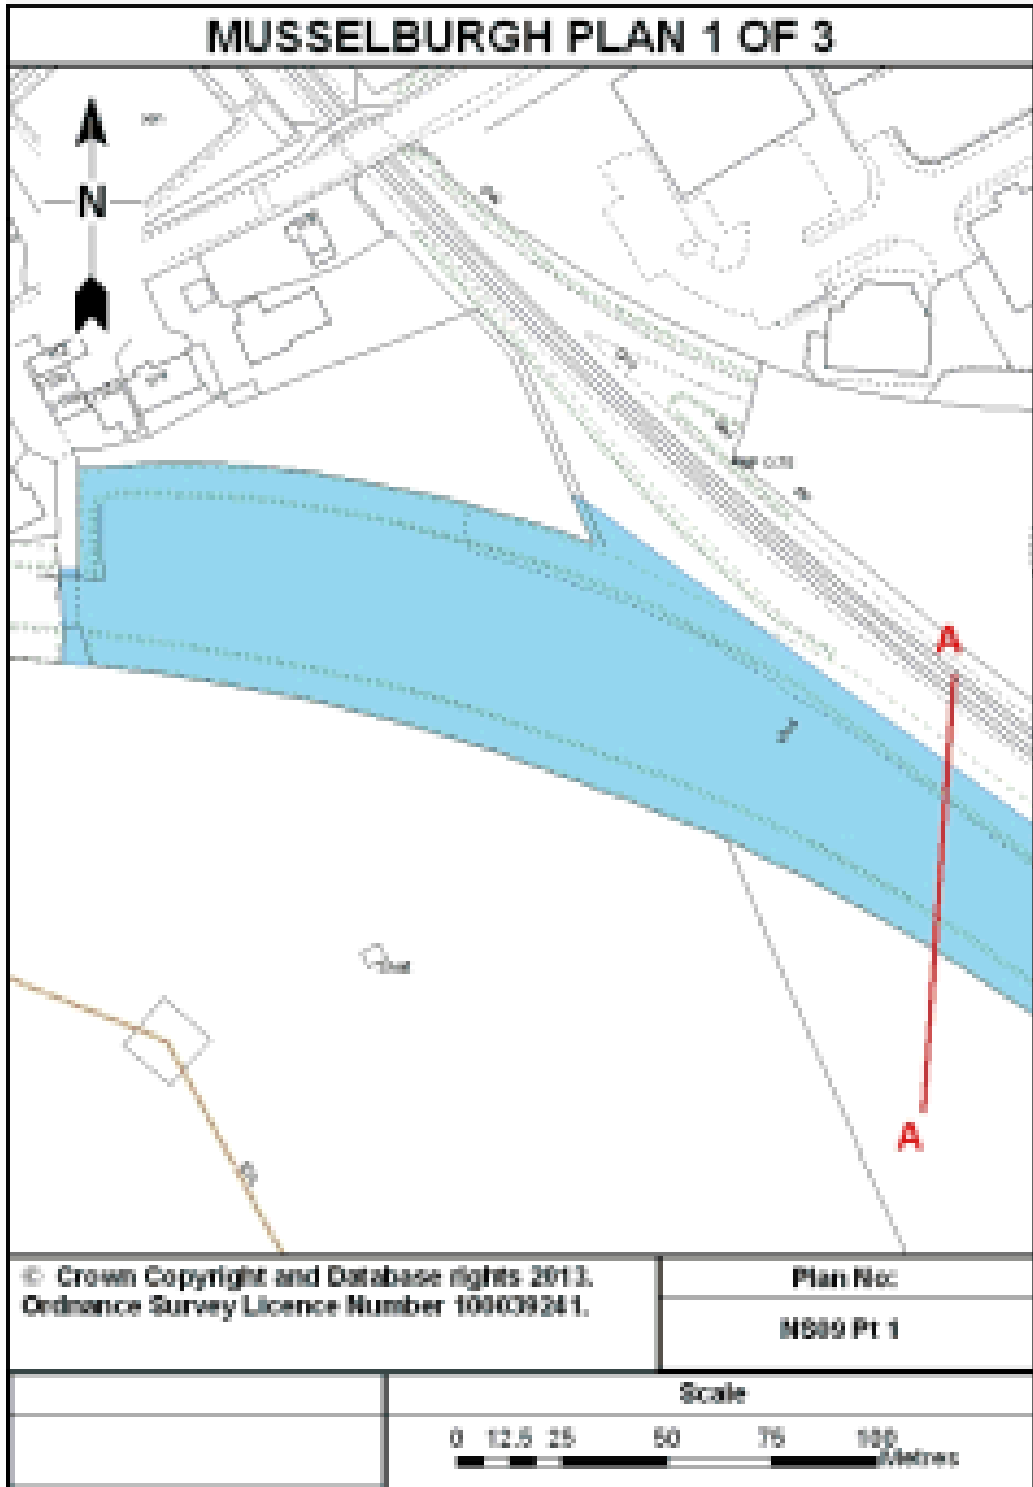 MUSSELBURGH PLAN 1 OF 3
N
A
A
© Crown Copyright and Database rights 2013.
Ordnance Survey Licence Number 100039241.
Plan No:
NS09 Pt 1
Scale
0 12.5 25 50 75 100
Metres